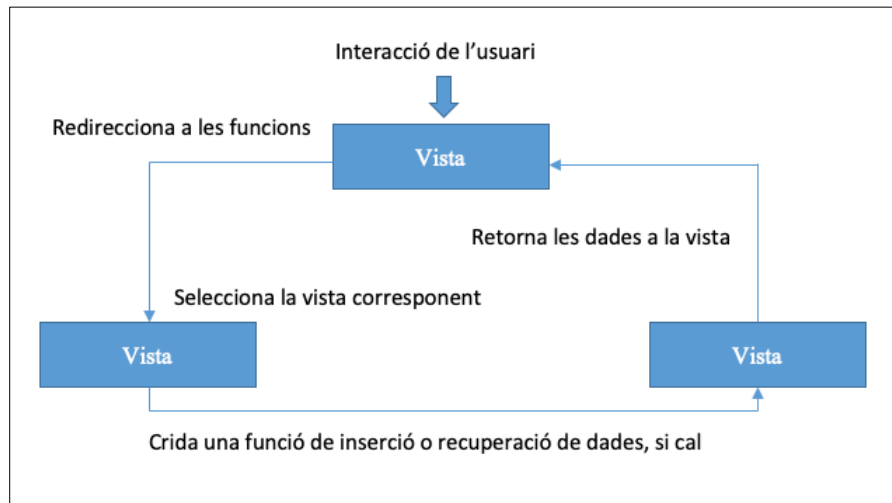 Interacció de l’usuari
Redirecciona a les funcions
Vista
Retorna les dades a la vista
Selecciona la vista corresponent
Vista
Vista
Crida una funció de inserció o recuperació de dades, si cal